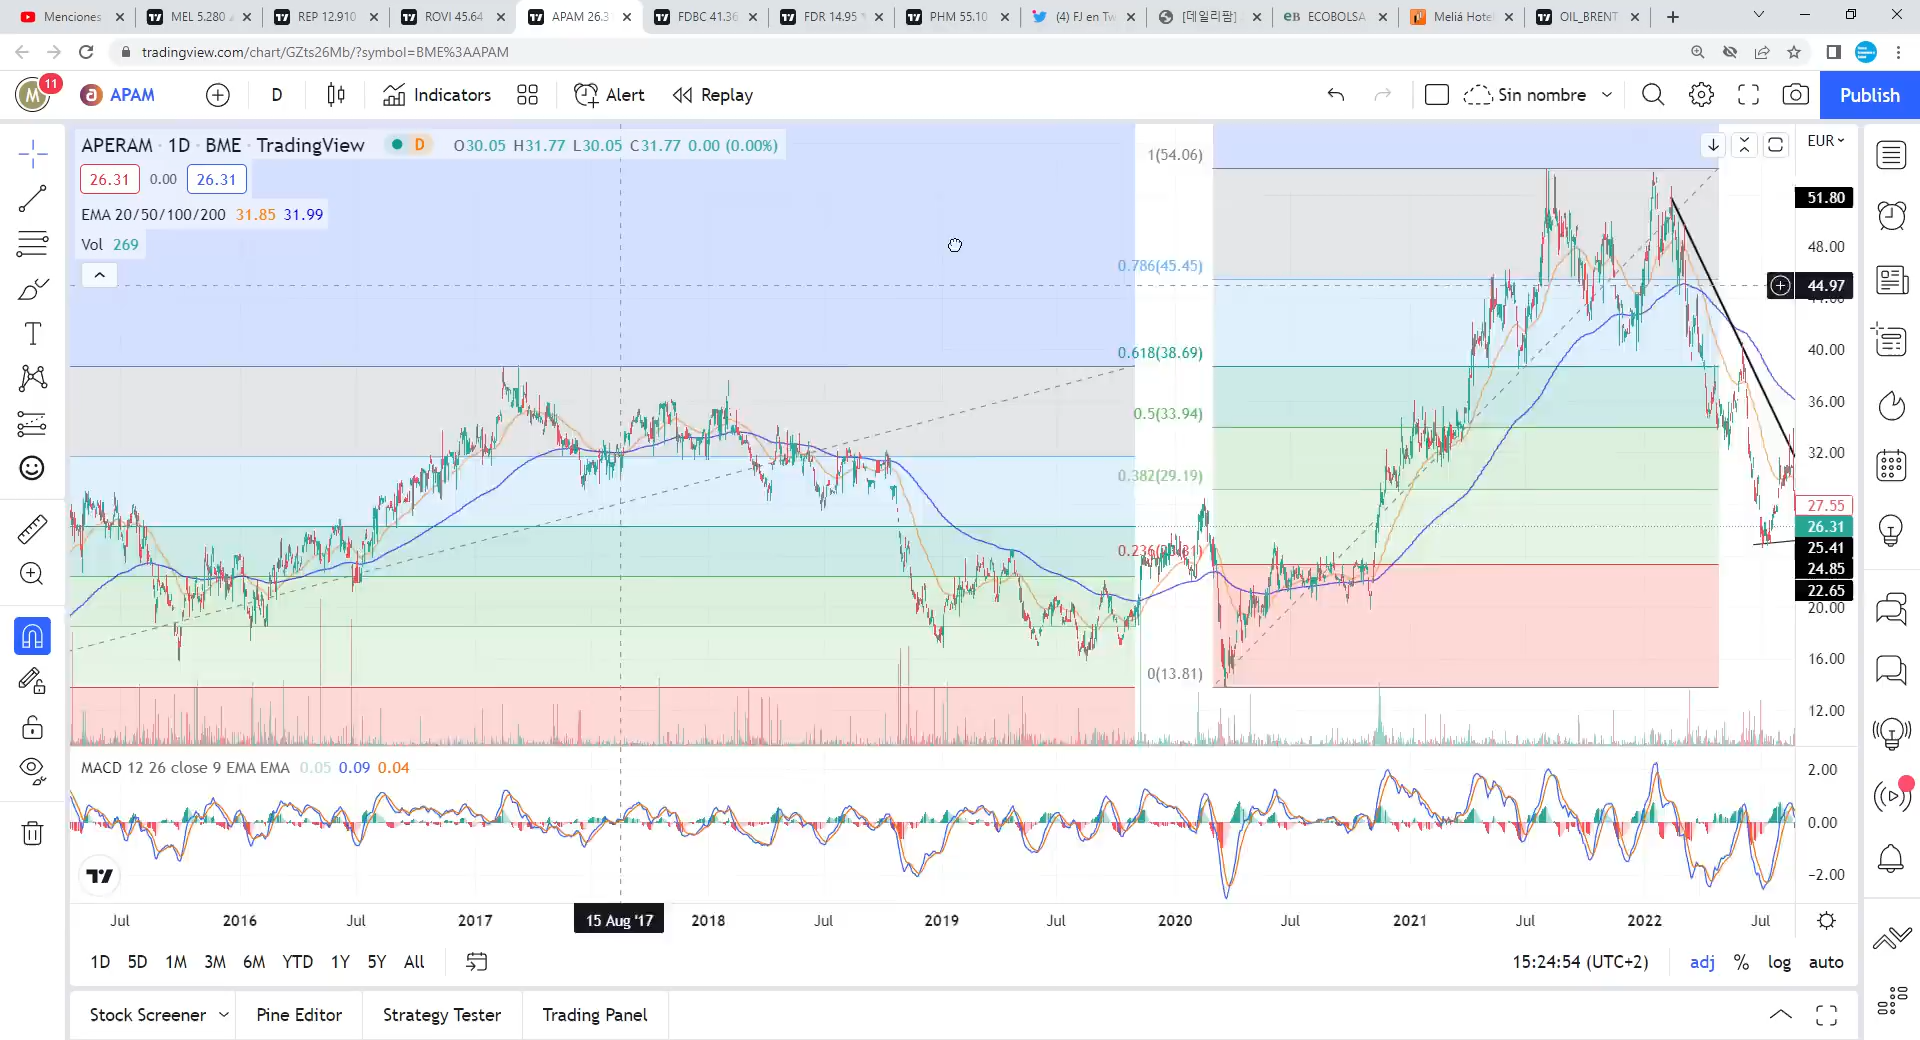 Menciones
MEL 5.280
REP 12.910
ROVI 45.64
APAM 26.3
FDBC 41.36
FDR 14.95
PHM 55.10
(4) FJ en Tw
[데일리팜]
ECOBOLSA
Meliá Hote
OIL_BRENT
tradingview.com/chart/GZts26Mb/?symbol=BME%3AAPAM
M 11
APAM
D
Indicators
Alert
Replay
Sin nombre
Publish
APERAM · 1D · BME · TradingView
D
O30.05 H31.77 L30.05 C31.77 0.00 (0.00%)
EUR
26.31 0.00 26.31
EMA 20/50/100/200 31.85 31.99
Vol 269
1(54.06)
0.786(45.45)
0.618(38.69)
0.5(33.94)
0.382(29.19)
0(13.81)
51.80
48.00
44.97
40.00
36.00
32.00
27.55
26.31
25.41
24.85
22.65
20.00
16.00
12.00
MACD 12 26 close 9 EMA EMA 0.05 0.09 0.04
2.00
0.00
−2.00
Jul 2016 Jul 2017 15 Aug '17 2018 Jul 2019 Jul 2020 Jul 2021 Jul 2022 Jul
1D 5D 1M 3M 6M YTD 1Y 5Y All
15:24:54 (UTC+2)
adj % log auto
Stock Screener
Pine Editor
Strategy Tester
Trading Panel